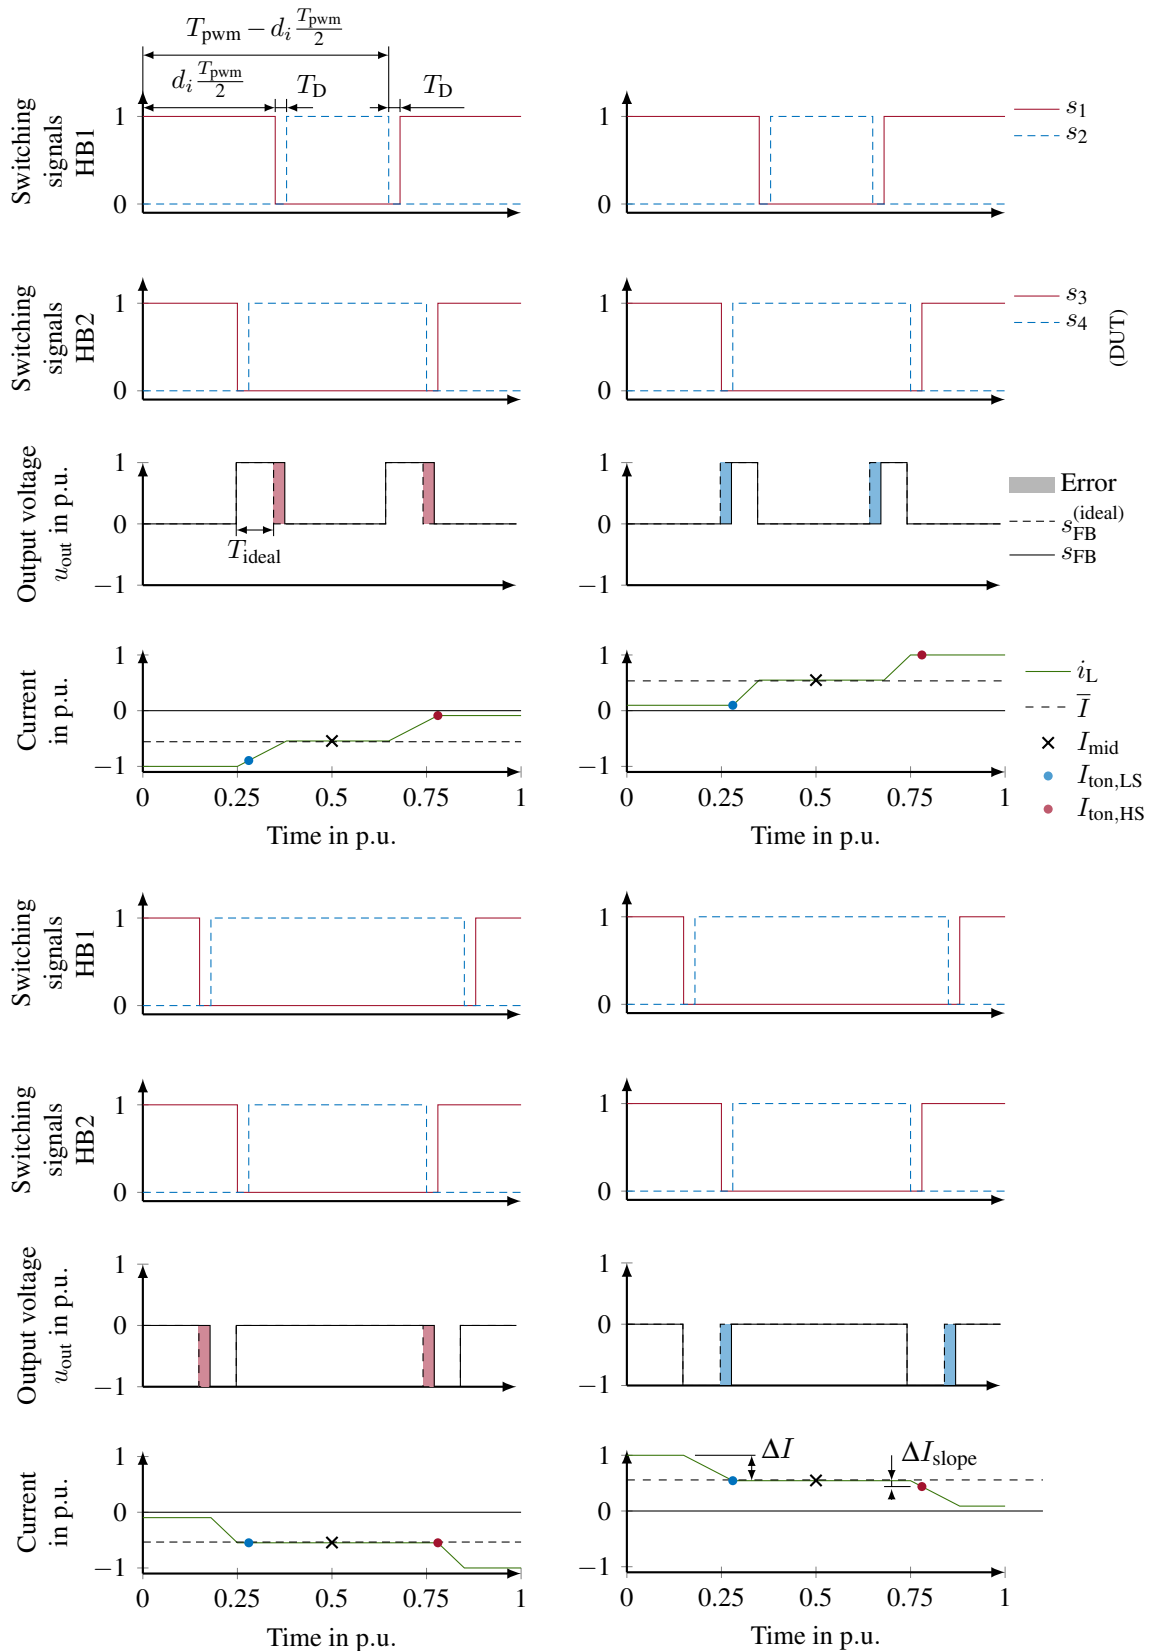 T_pwm − d_i T_pwm/2
d_i T_pwm/2
T_D
T_D
Switching
signals
HB1
1
0
1
0
s_1
s_2
Switching
signals
HB2
1
0
1
0
s_3
s_4
(DUT)
Output voltage
u_out in p.u.
1
0
−1
T_ideal
1
0
−1
Error
s_FB^(ideal)
s_FB
Current
in p.u.
1
0
−1
0 0.25 0.5 0.75 1
Time in p.u.
1
0
−1
0 0.25 0.5 0.75 1
Time in p.u.
i_L
I̅
I_mid
I_ton,LS
I_ton,HS
Switching
signals
HB1
1
0
1
0
Switching
signals
HB2
1
0
1
0
Output voltage
u_out in p.u.
1
0
−1
1
0
−1
Current
in p.u.
1
0
−1
0 0.25 0.5 0.75 1
Time in p.u.
1
0
−1
ΔI
ΔI_slope
0 0.25 0.5 0.75 1
Time in p.u.